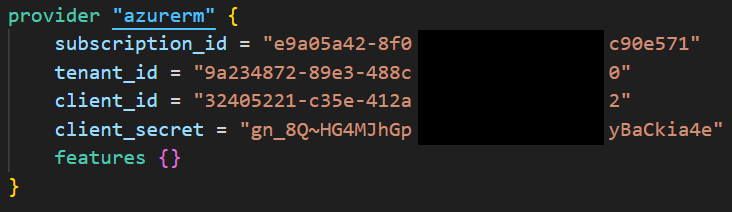 provider "azurerm" {
subscription_id = "e9a05a42-8f0 c90e571"
tenant_id = "9a234872-89e3-488c 0"
client_id = "32405221-c35e-412a 2"
client_secret = "gn_8Q~HG4MJhGp yBaCkia4e"
features {}
}